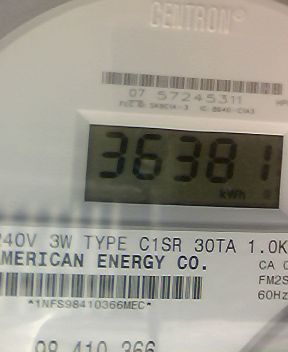 CENTRON®
07 57245311
36381
kWh
240V 3W TYPE C1SR 30TA 1.0K
AMERICAN ENERGY CO.
CA 0
FM2S
60Hz
*1NFS98410366MEC*
98 410 366